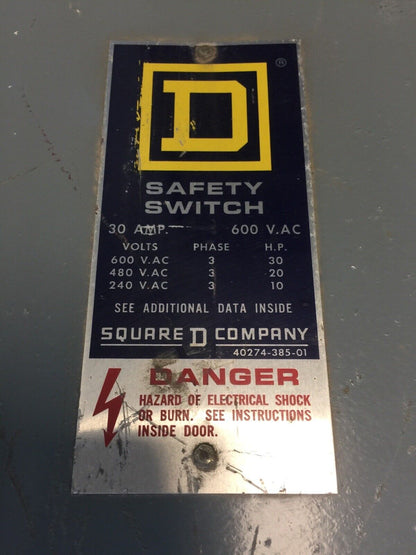 D
®
SAFETY
SWITCH
30 AMP. 600 V.AC
VOLTS PHASE H.P.
600 V.AC 3 30
480 V.AC 3 20
240 V.AC 3 10
SEE ADDITIONAL DATA INSIDE
SQUARE D COMPANY
40274-385-01
DANGER
HAZARD OF ELECTRICAL SHOCK
OR BURN. SEE INSTRUCTIONS
INSIDE DOOR.